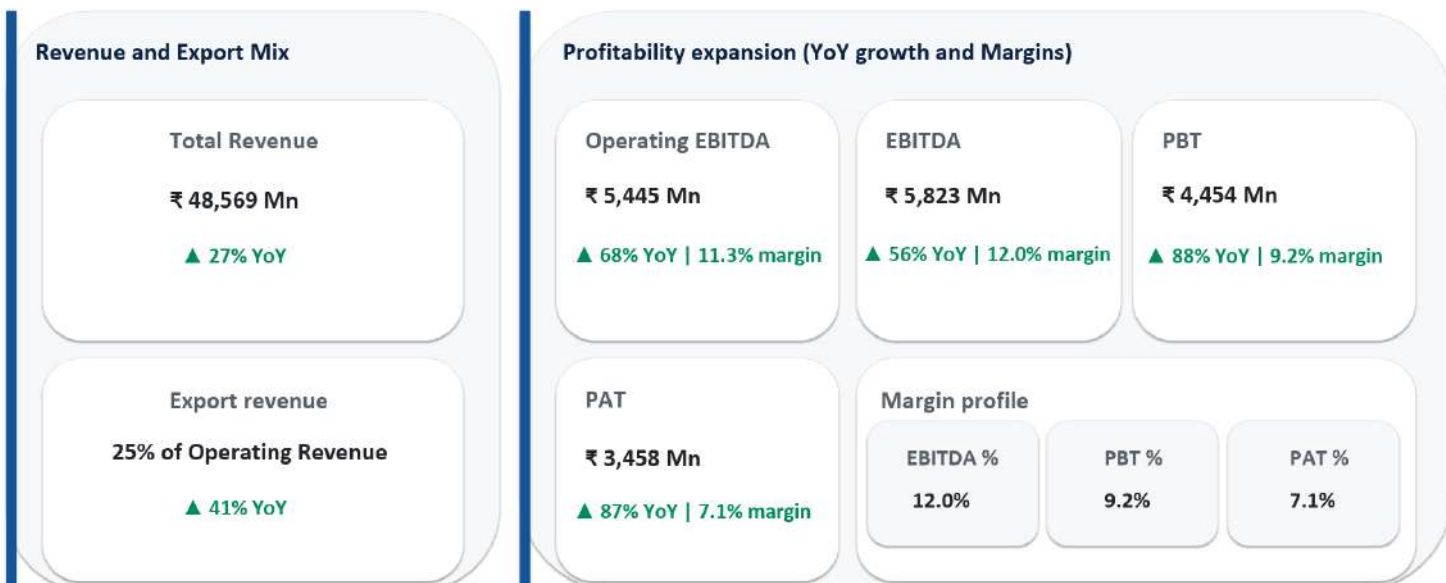 Revenue and Export Mix
Total Revenue
₹ 48,569 Mn
▲ 27% YoY
Export revenue
25% of Operating Revenue
▲ 41% YoY
Profitability expansion (YoY growth and Margins)
Operating EBITDA
₹ 5,445 Mn
▲ 68% YoY | 11.3% margin
EBITDA
₹ 5,823 Mn
▲ 56% YoY | 12.0% margin
PBT
₹ 4,454 Mn
▲ 88% YoY | 9.2% margin
PAT
₹ 3,458 Mn
▲ 87% YoY | 7.1% margin
Margin profile
EBITDA %
12.0%
PBT %
9.2%
PAT %
7.1%